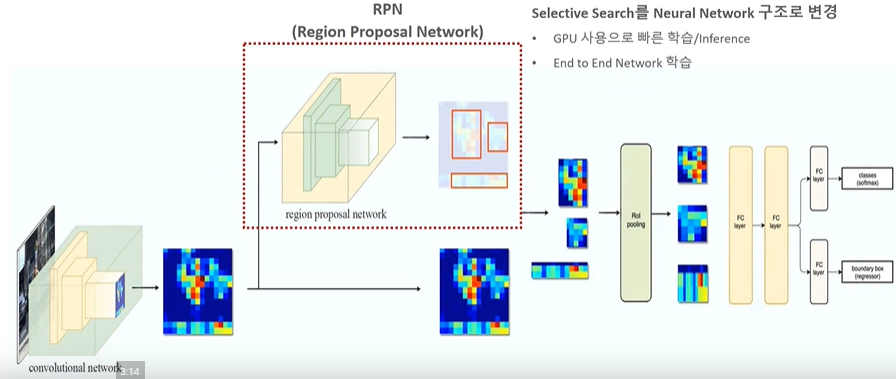 RPN
(Region Proposal Network)
Selective Search를 Neural Network 구조로 변경
• GPU 사용으로 빠른 학습/Inference
• End to End Network 학습
region proposal network
convolutional network
3:14
RoI
pooling
FC
layer
FC
layer
FC
layer
classes
(softmax)
FC
layer
boundary box
(regressor)